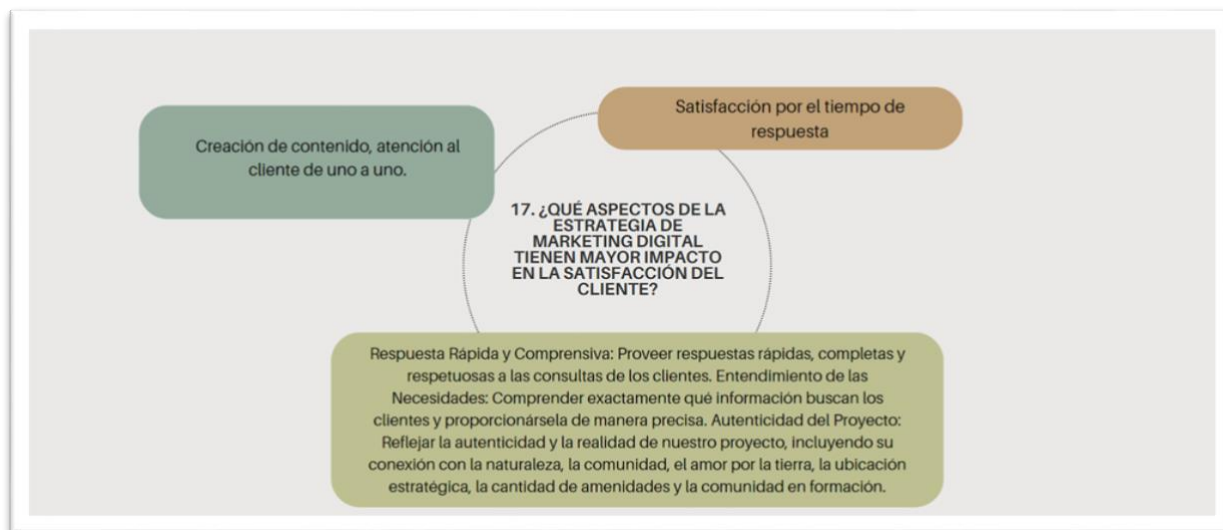 Creación de contenido, atención al
cliente de uno a uno.
Satisfacción por el tiempo de
respuesta
17. ¿QUÉ ASPECTOS DE LA
ESTRATEGIA DE
MARKETING DIGITAL
TIENEN MAYOR IMPACTO
EN LA SATISFACCIÓN DEL
CLIENTE?
Respuesta Rápida y Comprensiva: Proveer respuestas rápidas, completas y
respetuosas a las consultas de los clientes. Entendimiento de las
Necesidades: Comprender exactamente qué información buscan los
clientes y proporcionársela de manera precisa. Autenticidad del Proyecto:
Reflejar la autenticidad y la realidad de nuestro proyecto, incluyendo su
conexión con la naturaleza, la comunidad, el amor por la tierra, la ubicación
estratégica, la cantidad de amenidades y la comunidad en formación.